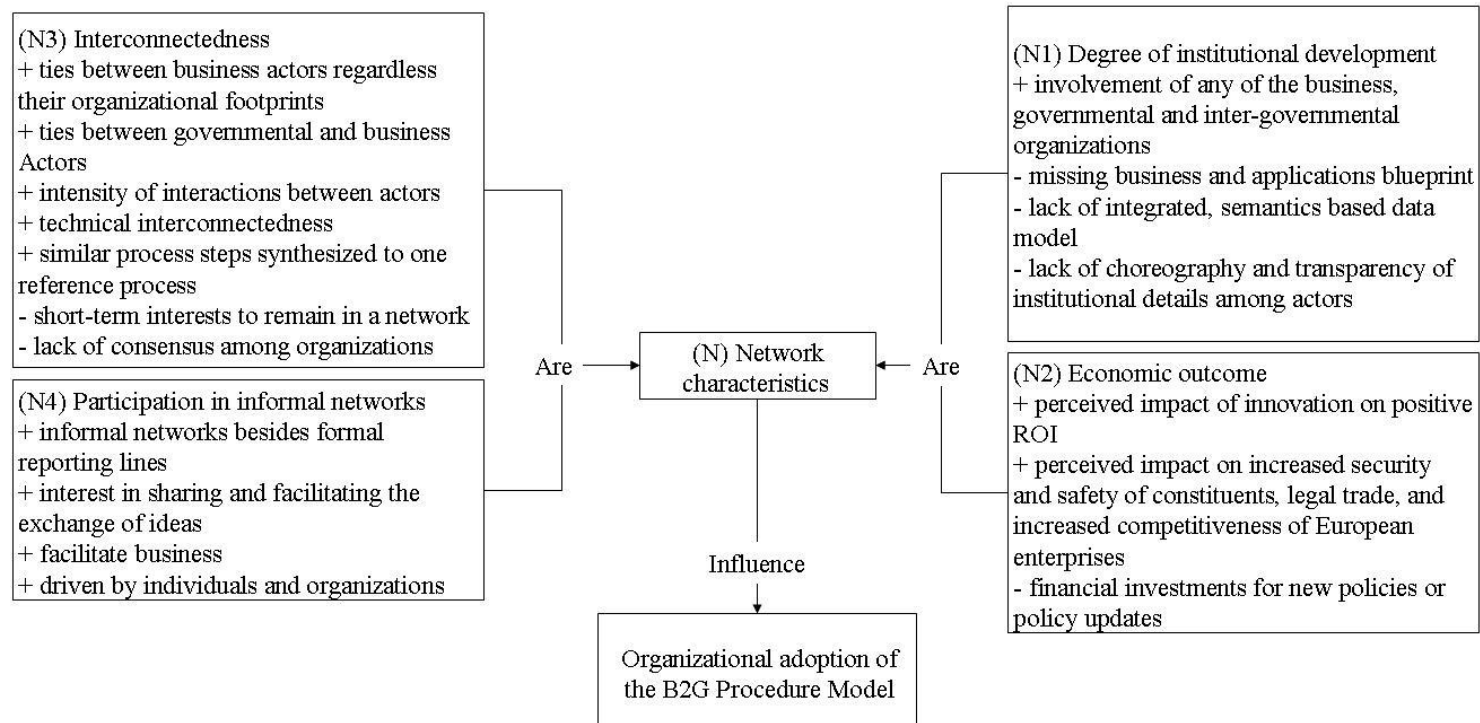 (N3) Interconnectedness
+ ties between business actors regardless
their organizational footprints
+ ties between governmental and business
Actors
+ intensity of interactions between actors
+ technical interconnectedness
+ similar process steps synthesized to one
reference process
- short-term interests to remain in a network
- lack of consensus among organizations
(N4) Participation in informal networks
+ informal networks besides formal
reporting lines
+ interest in sharing and facilitating the
exchange of ideas
+ facilitate business
+ driven by individuals and organizations
Are
(N) Network
characteristics
Are
(N1) Degree of institutional development
+ involvement of any of the business,
governmental and inter-governmental
organizations
- missing business and applications blueprint
- lack of integrated, semantics based data
model
- lack of choreography and transparency of
institutional details among actors
(N2) Economic outcome
+ perceived impact of innovation on positive
ROI
+ perceived impact on increased security
and safety of constituents, legal trade, and
increased competitiveness of European
enterprises
- financial investments for new policies or
policy updates
Influence
Organizational adoption of
the B2G Procedure Model